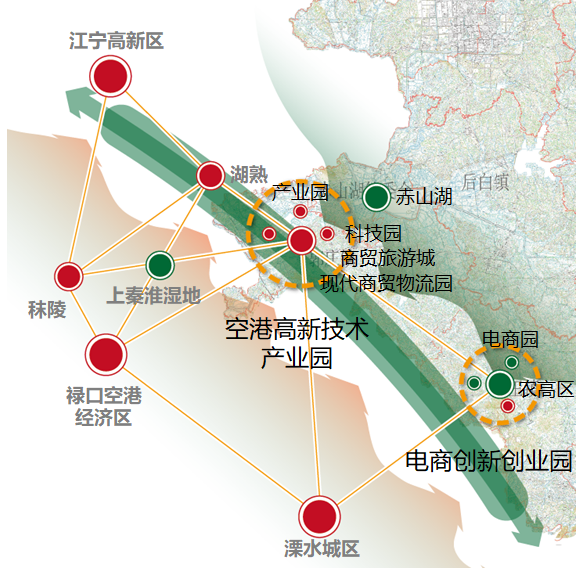 江宁高新区
湖熟
产业园
赤山湖
后白镇
科技园
商贸旅游城
现代商贸物流园
秣陵
上秦淮湿地
空港高新技术
产业园
电商园
农高区
禄口空港
经济区
电商创新创业园
溧水城区